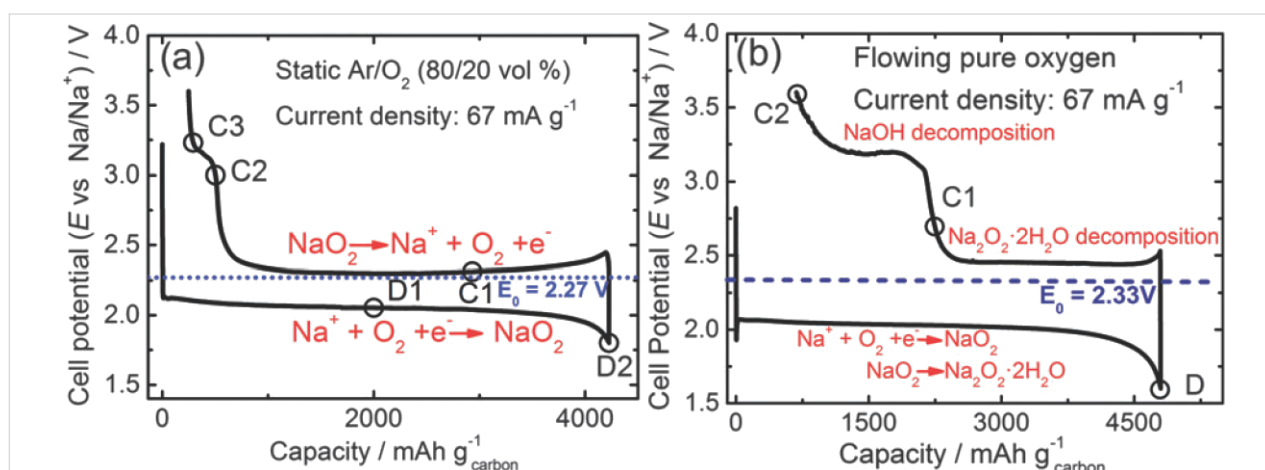 (a)
Static Ar/O₂ (80/20 vol %)
Current density: 67 mA g⁻¹
C3
C2
NaO₂→Na⁺ + O₂ +e⁻
D1
C1
E₀ = 2.27 V
Na⁺ + O₂ +e⁻→NaO₂
D2
4.0
3.5
3.0
2.5
2.0
1.5
Cell potential (E vs Na/Na⁺) / V
0
2000
4000
Capacity / mAh g⁻¹carbon
(b)
Flowing pure oxygen
Current density: 67 mA g⁻¹
C2
NaOH decomposition
C1
Na₂O₂·2H₂O decomposition
E₀ = 2.33V
Na⁺ + O₂ +e⁻→NaO₂
NaO₂→Na₂O₂·2H₂O
D
4.0
3.5
3.0
2.5
2.0
1.5
Cell Potential (E vs Na/Na⁺) / V
0
1500
3000
4500
Capacity / mAh g⁻¹carbon